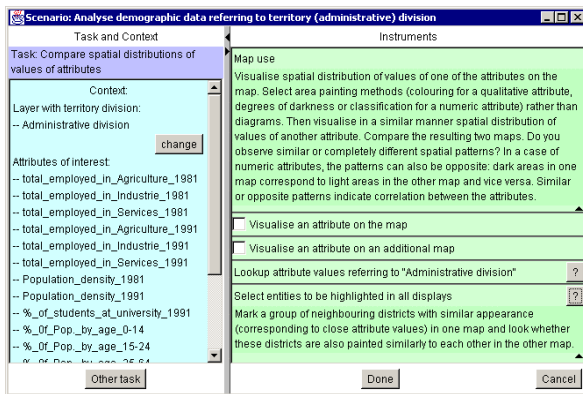 Scenario: Analyse demographic data referring to territory (administrative) division
Task and Context
Task: Compare spatial distributions of
values of attributes
Context:
Layer with territory division:
-- Administrative division
change
Attributes of interest:
-- total_employed_in_Agriculture_1981
-- total_employed_in_Industrie_1981
-- total_employed_in_Services_1981
-- total_employed_in_Agriculture_1991
-- total_employed_in_Industrie_1991
-- total_employed_in_Services_1991
-- Population_density_1981
-- Population_density_1991
-- %_of_students_at_university_1991
-- %_0f_Pop._by_age_0-14
-- %_0f_Pop._by_age_15-24
-- %_0f_Pop._by_age_25-64
Other task
Instruments
Map use
Visualise spatial distribution of values of one of the attributes on the
map. Select area painting methods (colouring for a qualitative attribute,
degrees of darkness or classification for a numeric attribute) rather than
diagrams. Then visualise in a similar manner spatial distribution of
values of another attribute. Compare the resulting two maps. Do you
observe similar or completely different spatial patterns? In a case of
numeric attributes, the patterns can also be opposite: dark areas in one
map correspond to light areas in the other map and vice versa. Similar
or opposite patterns indicate correlation between the attributes.
Visualise an attribute on the map
Visualise an attribute on an additional map
Lookup attribute values referring to "Administrative division" ?
Select entities to be highlighted in all displays ?
Mark a group of neighbouring districts with similar appearance
(corresponding to close attribute values) in one map and look whether
these districts are also painted similarly to each other in the other map.
Done
Cancel